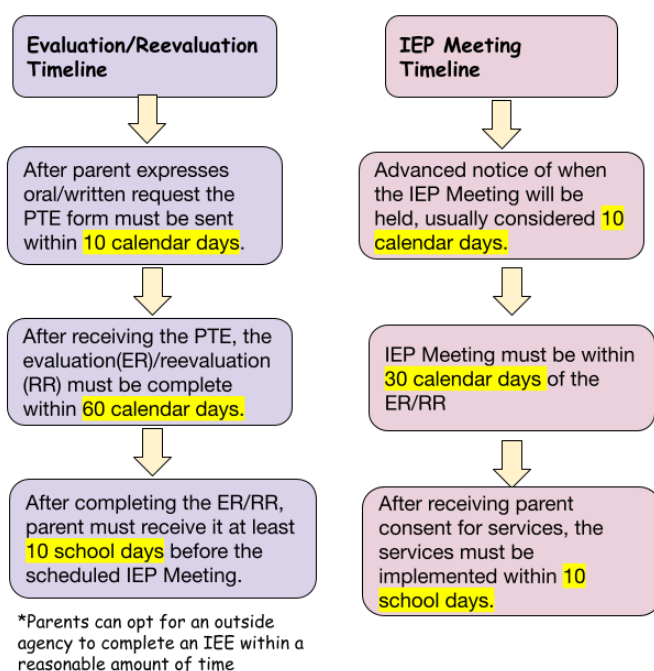 Evaluation/Reevaluation
Timeline
After parent expresses
oral/written request the
PTE form must be sent
within 10 calendar days.
After receiving the PTE, the
evaluation(ER)/reevaluation
(RR) must be complete
within 60 calendar days.
After completing the ER/RR,
parent must receive it at least
10 school days before the
scheduled IEP Meeting.
*Parents can opt for an outside
agency to complete an IEE within a
reasonable amount of time
IEP Meeting
Timeline
Advanced notice of when
the IEP Meeting will be
held, usually considered 10
calendar days.
IEP Meeting must be within
30 calendar days of the
ER/RR
After receiving parent
consent for services, the
services must be
implemented within 10
school days.